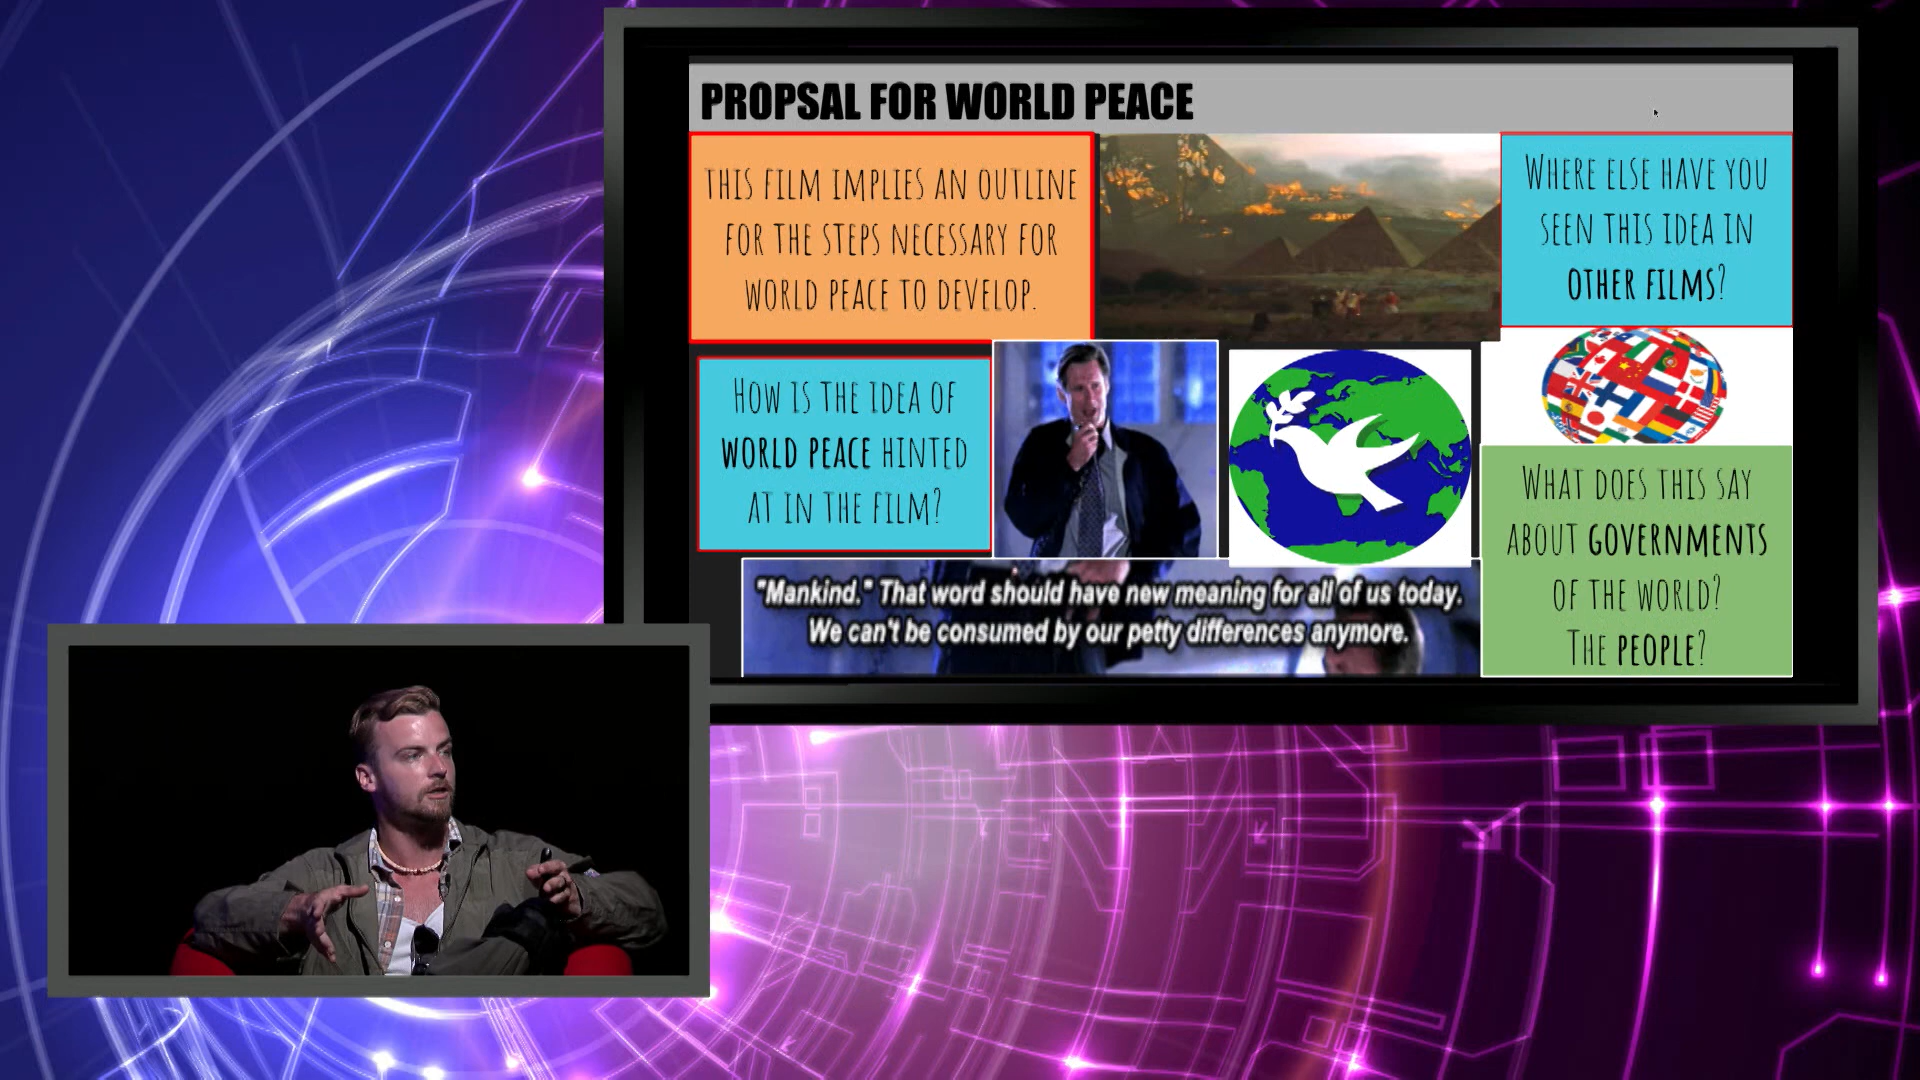 PROPSAL FOR WORLD PEACE
THIS FILM IMPLIES AN OUTLINE
FOR THE STEPS NECESSARY FOR
WORLD PEACE TO DEVELOP.
WHERE ELSE HAVE YOU
SEEN THIS IDEA IN
OTHER FILMS?
HOW IS THE IDEA OF
WORLD PEACE HINTED
AT IN THE FILM?
"Mankind." That word should have new meaning for all of us today.
We can't be consumed by our petty differences anymore.
WHAT DOES THIS SAY
ABOUT GOVERNMENTS
OF THE WORLD?
THE PEOPLE?